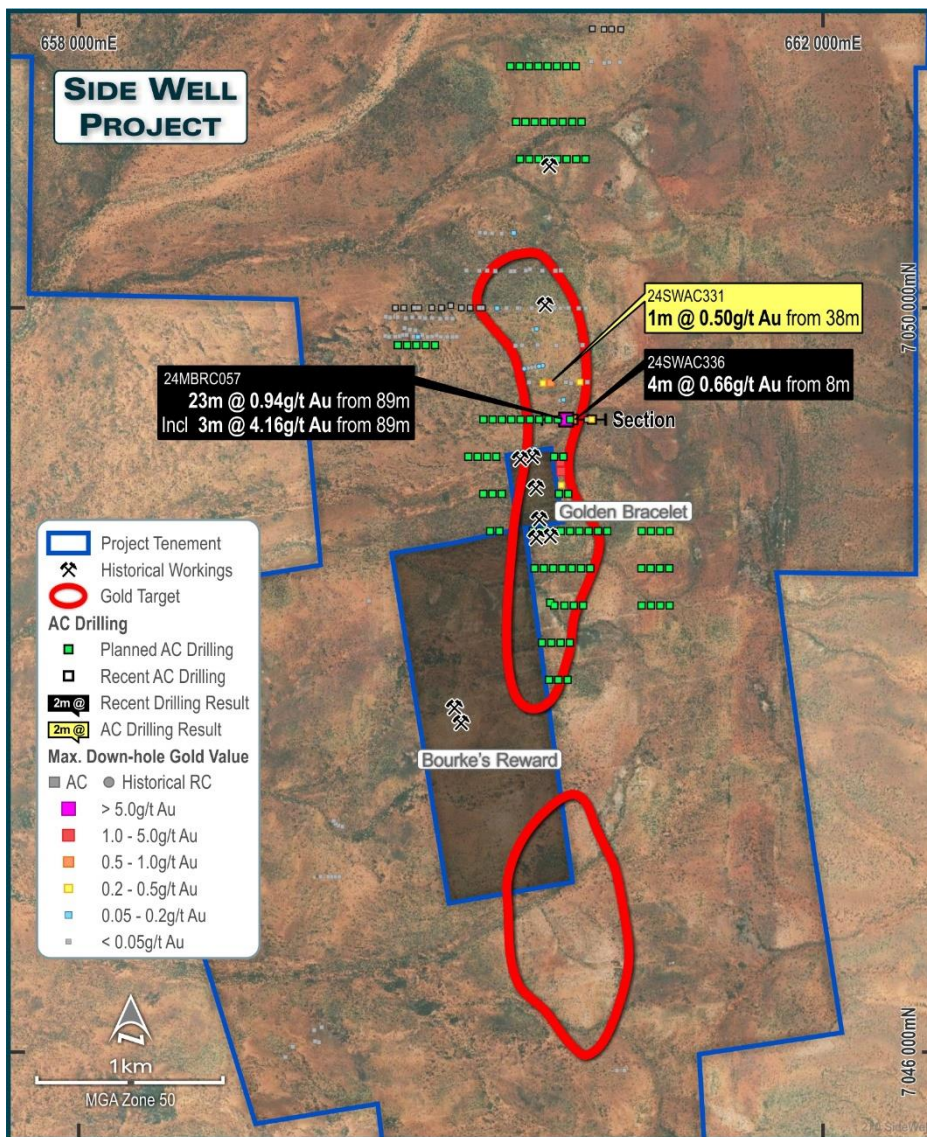 658 000mE
662 000mE
SIDE WELL
PROJECT
7 050 000mN
24SWAC331
1m @ 0.50g/t Au from 38m
24SWAC336
4m @ 0.66g/t Au from 8m
24MBRC057
23m @ 0.94g/t Au from 89m
Incl 3m @ 4.16g/t Au from 89m
Section
Golden Bracelet
Bourke's Reward
Project Tenement
Historical Workings
Gold Target
AC Drilling
Planned AC Drilling
Recent AC Drilling
2m @ Recent Drilling Result
2m @ AC Drilling Result
Max. Down-hole Gold Value
AC Historical RC
> 5.0g/t Au
1.0 - 5.0g/t Au
0.5 - 1.0g/t Au
0.2 - 0.5g/t Au
0.05 - 0.2g/t Au
< 0.05g/t Au
N
1km
MGA Zone 50
7 046 000mN